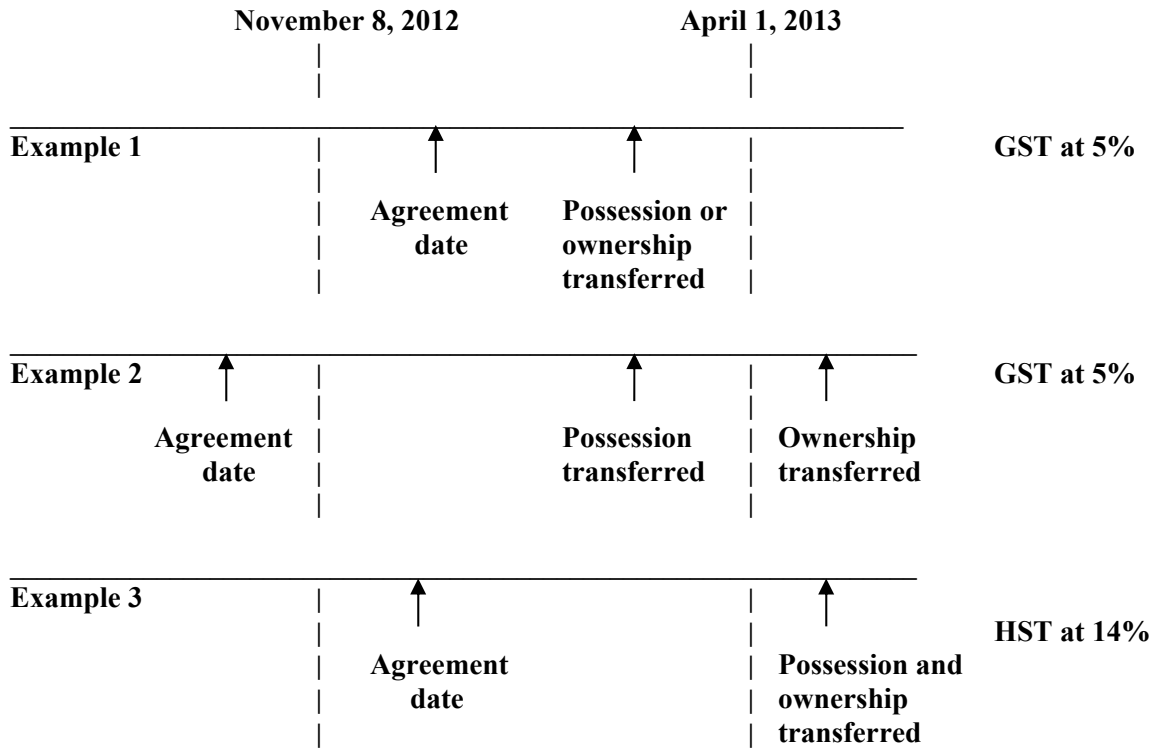 November 8, 2012
April 1, 2013
Example 1
GST at 5%
Agreement
date
Possession or
ownership
transferred
Example 2
GST at 5%
Agreement
date
Possession
transferred
Ownership
transferred
Example 3
HST at 14%
Agreement
date
Possession and
ownership
transferred